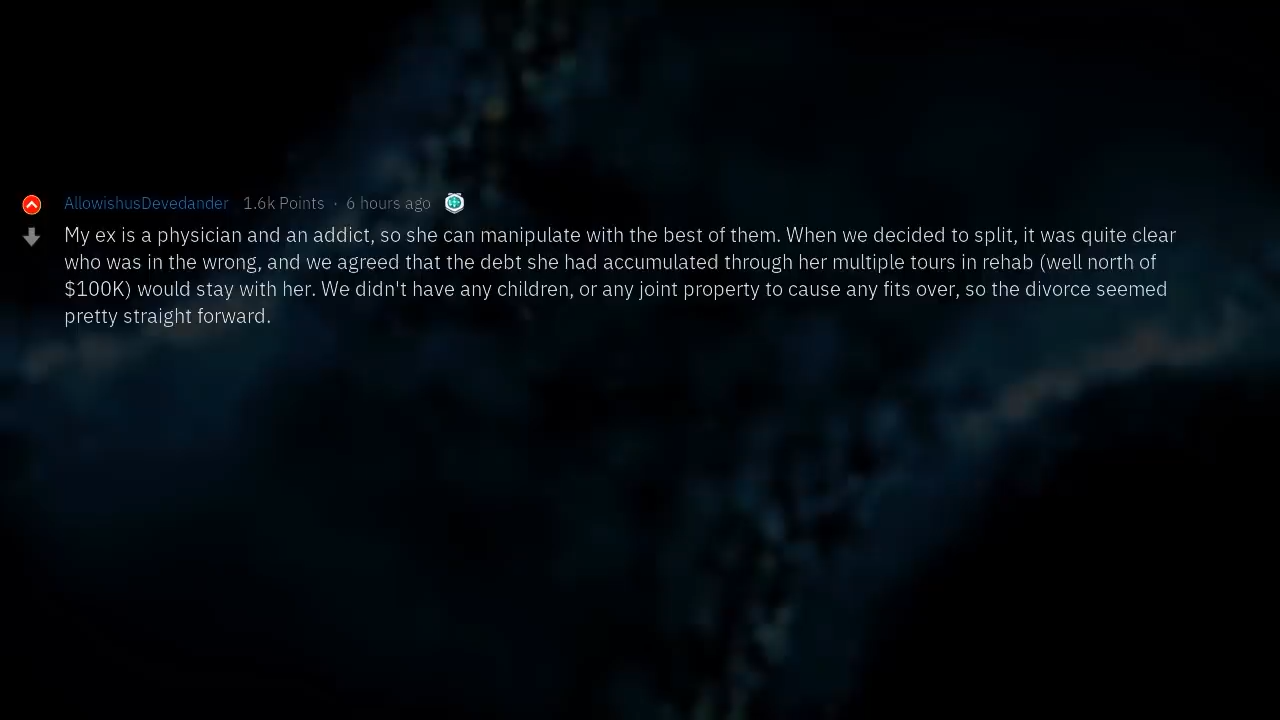 AllowishusDevedander 1.6k Points · 6 hours ago
My ex is a physician and an addict, so she can manipulate with the best of them. When we decided to split, it was quite clear
who was in the wrong, and we agreed that the debt she had accumulated through her multiple tours in rehab (well north of
$100K) would stay with her. We didn't have any children, or any joint property to cause any fits over, so the divorce seemed
pretty straight forward.